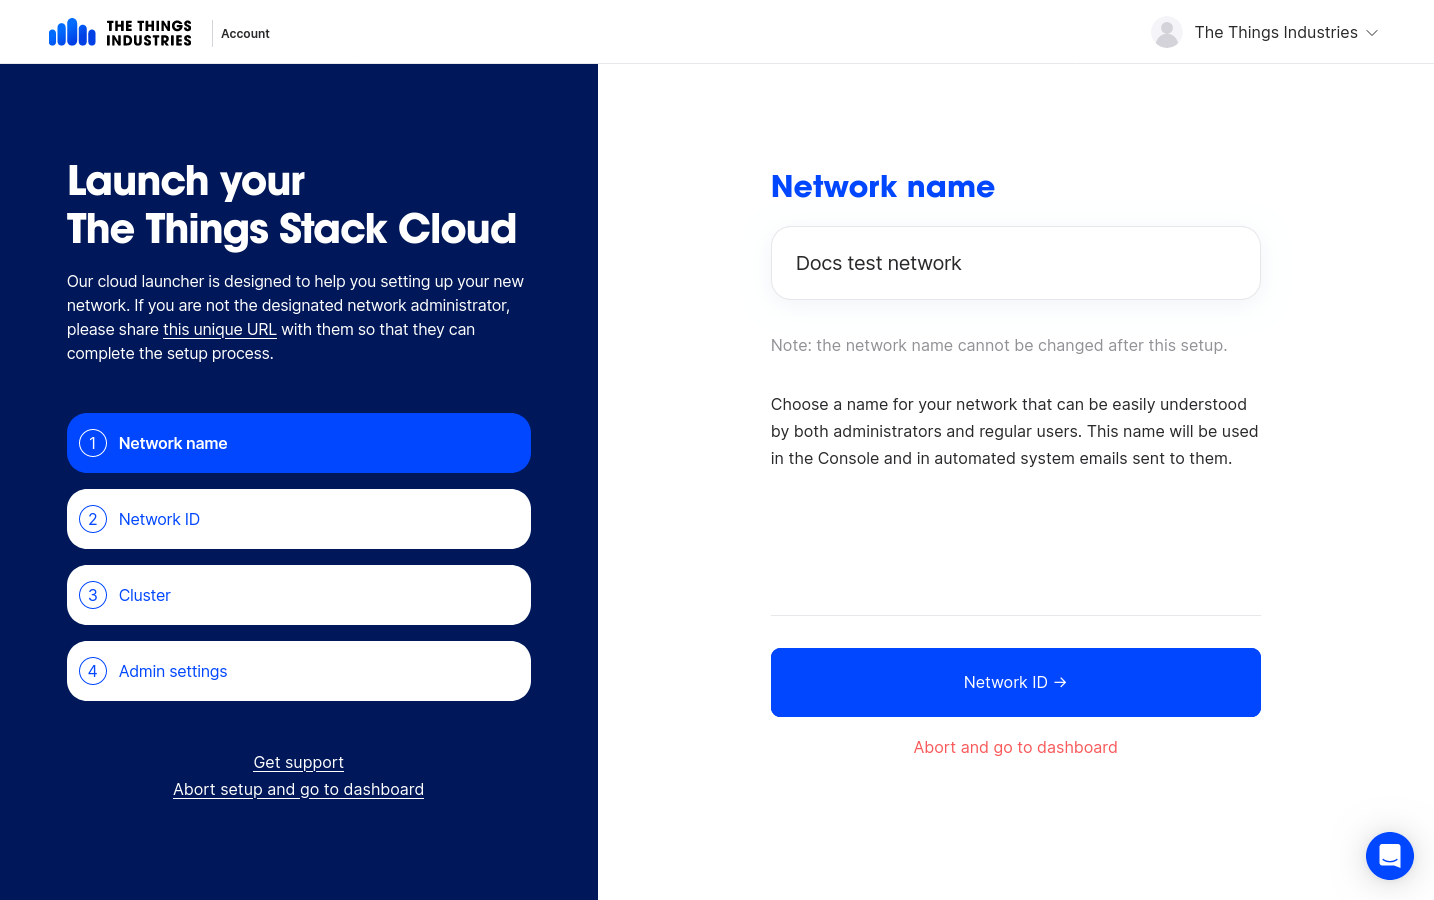 THE THINGS
INDUSTRIES
Account
The Things Industries
Launch your
The Things Stack Cloud
Our cloud launcher is designed to help you setting up your new
network. If you are not the designated network administrator,
please share this unique URL with them so that they can
complete the setup process.
1 Network name
2 Network ID
3 Cluster
4 Admin settings
Get support
Abort setup and go to dashboard
Network name
Docs test network
Note: the network name cannot be changed after this setup.
Choose a name for your network that can be easily understood
by both administrators and regular users. This name will be used
in the Console and in automated system emails sent to them.
Network ID →
Abort and go to dashboard